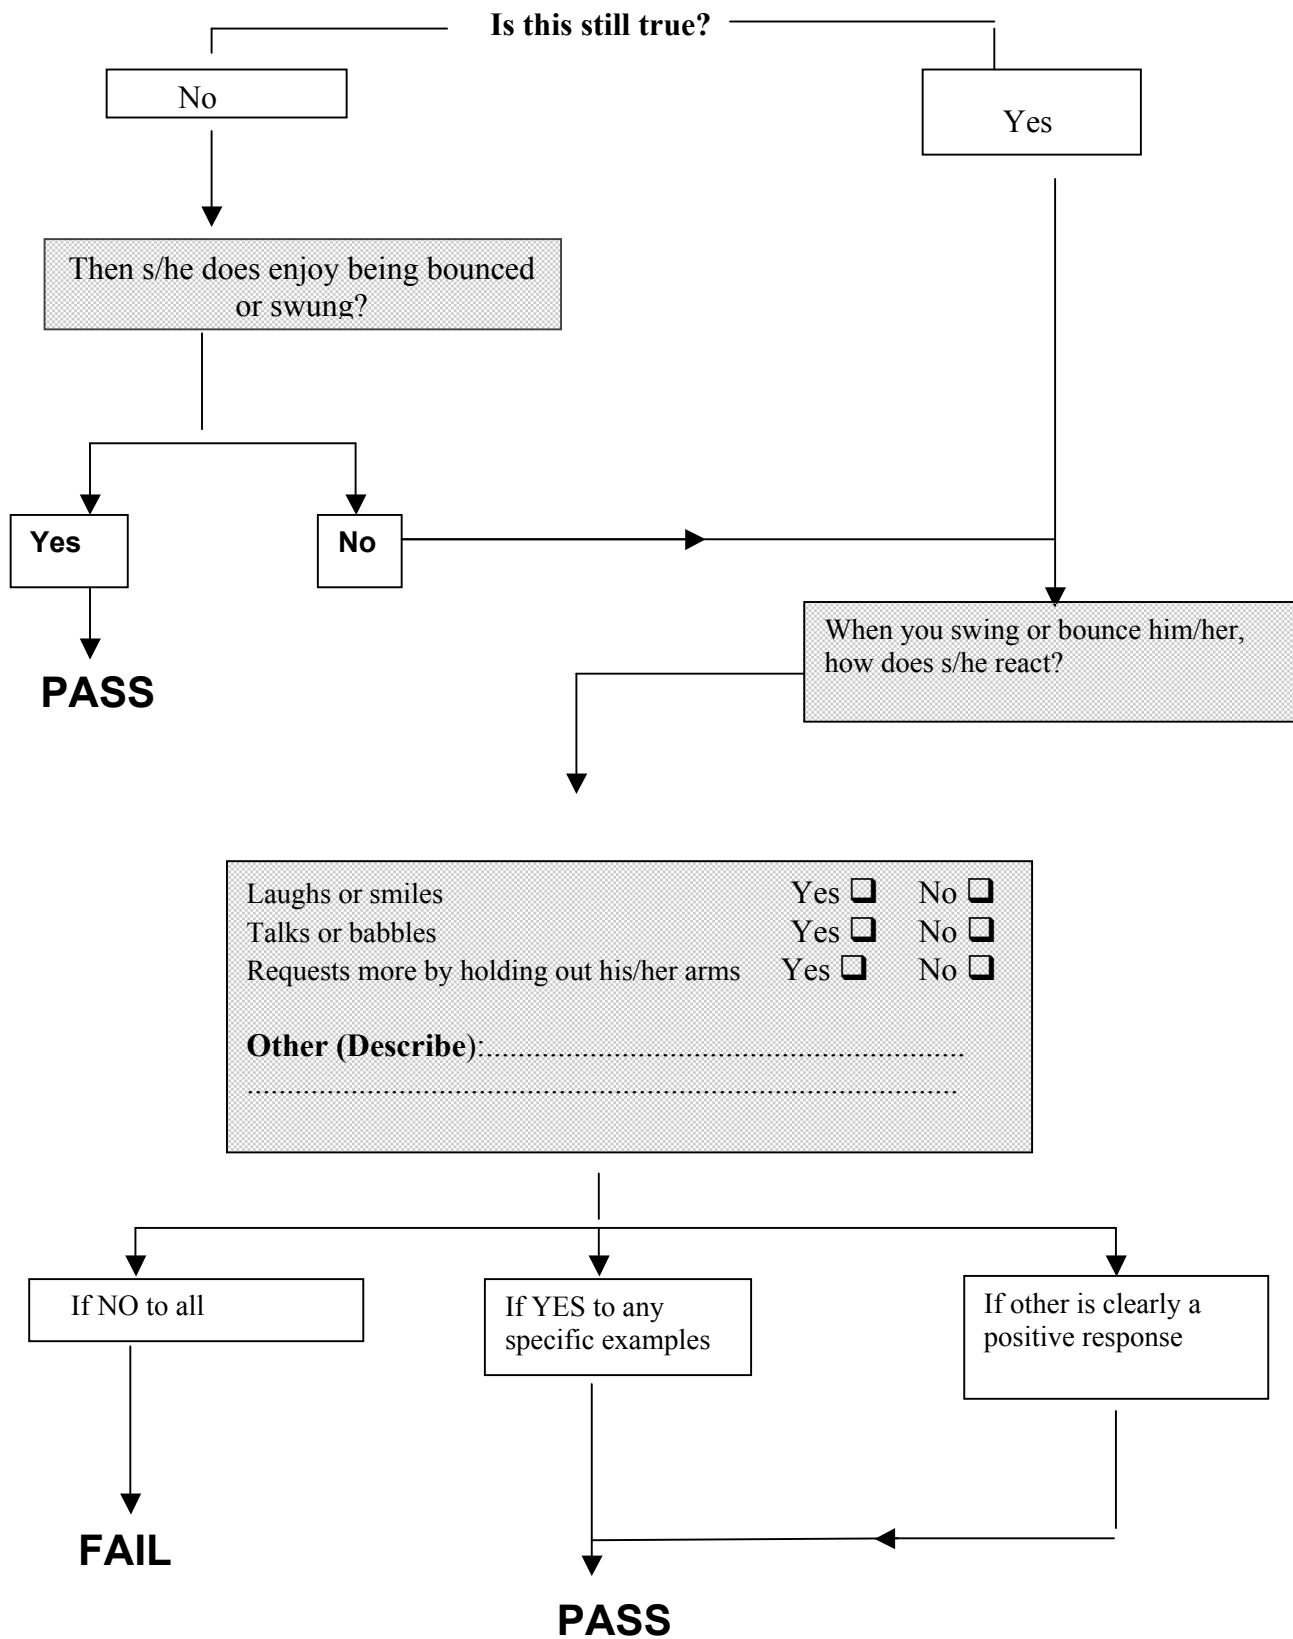 Is this still true?
No
Yes
Then s/he does enjoy being bounced
or swung?
Yes
No
PASS
When you swing or bounce him/her,
how does s/he react?
Laughs or smiles Yes ❑ No ❑
Talks or babbles Yes ❑ No ❑
Requests more by holding out his/her arms Yes ❑ No ❑
Other (Describe):............................................................
.........................................................................................
If NO to all
If YES to any
specific examples
If other is clearly a
positive response
FAIL
PASS